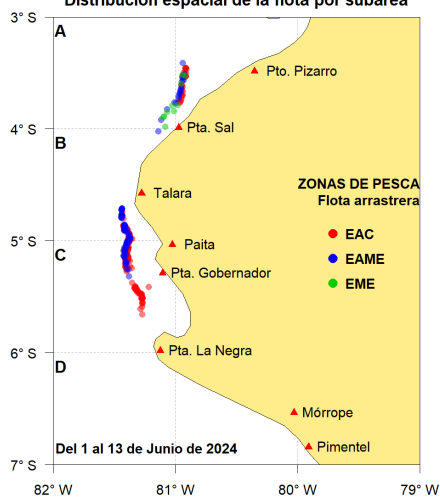 Distribución espacial de la flota por subárea
3° S
A
Pto. Pizarro
4° S
Pta. Sal
B
ZONAS DE PESCA
Talara
Flota arrastrera
EAC
5° S
Paita
C
EAME
Pta. Gobernador
EME
6° S
Pta. La Negra
D
Mórrope
Del 1 al 13 de Junio de 2024
Pimentel
7° S
82° W
81° W
80° W
79° W